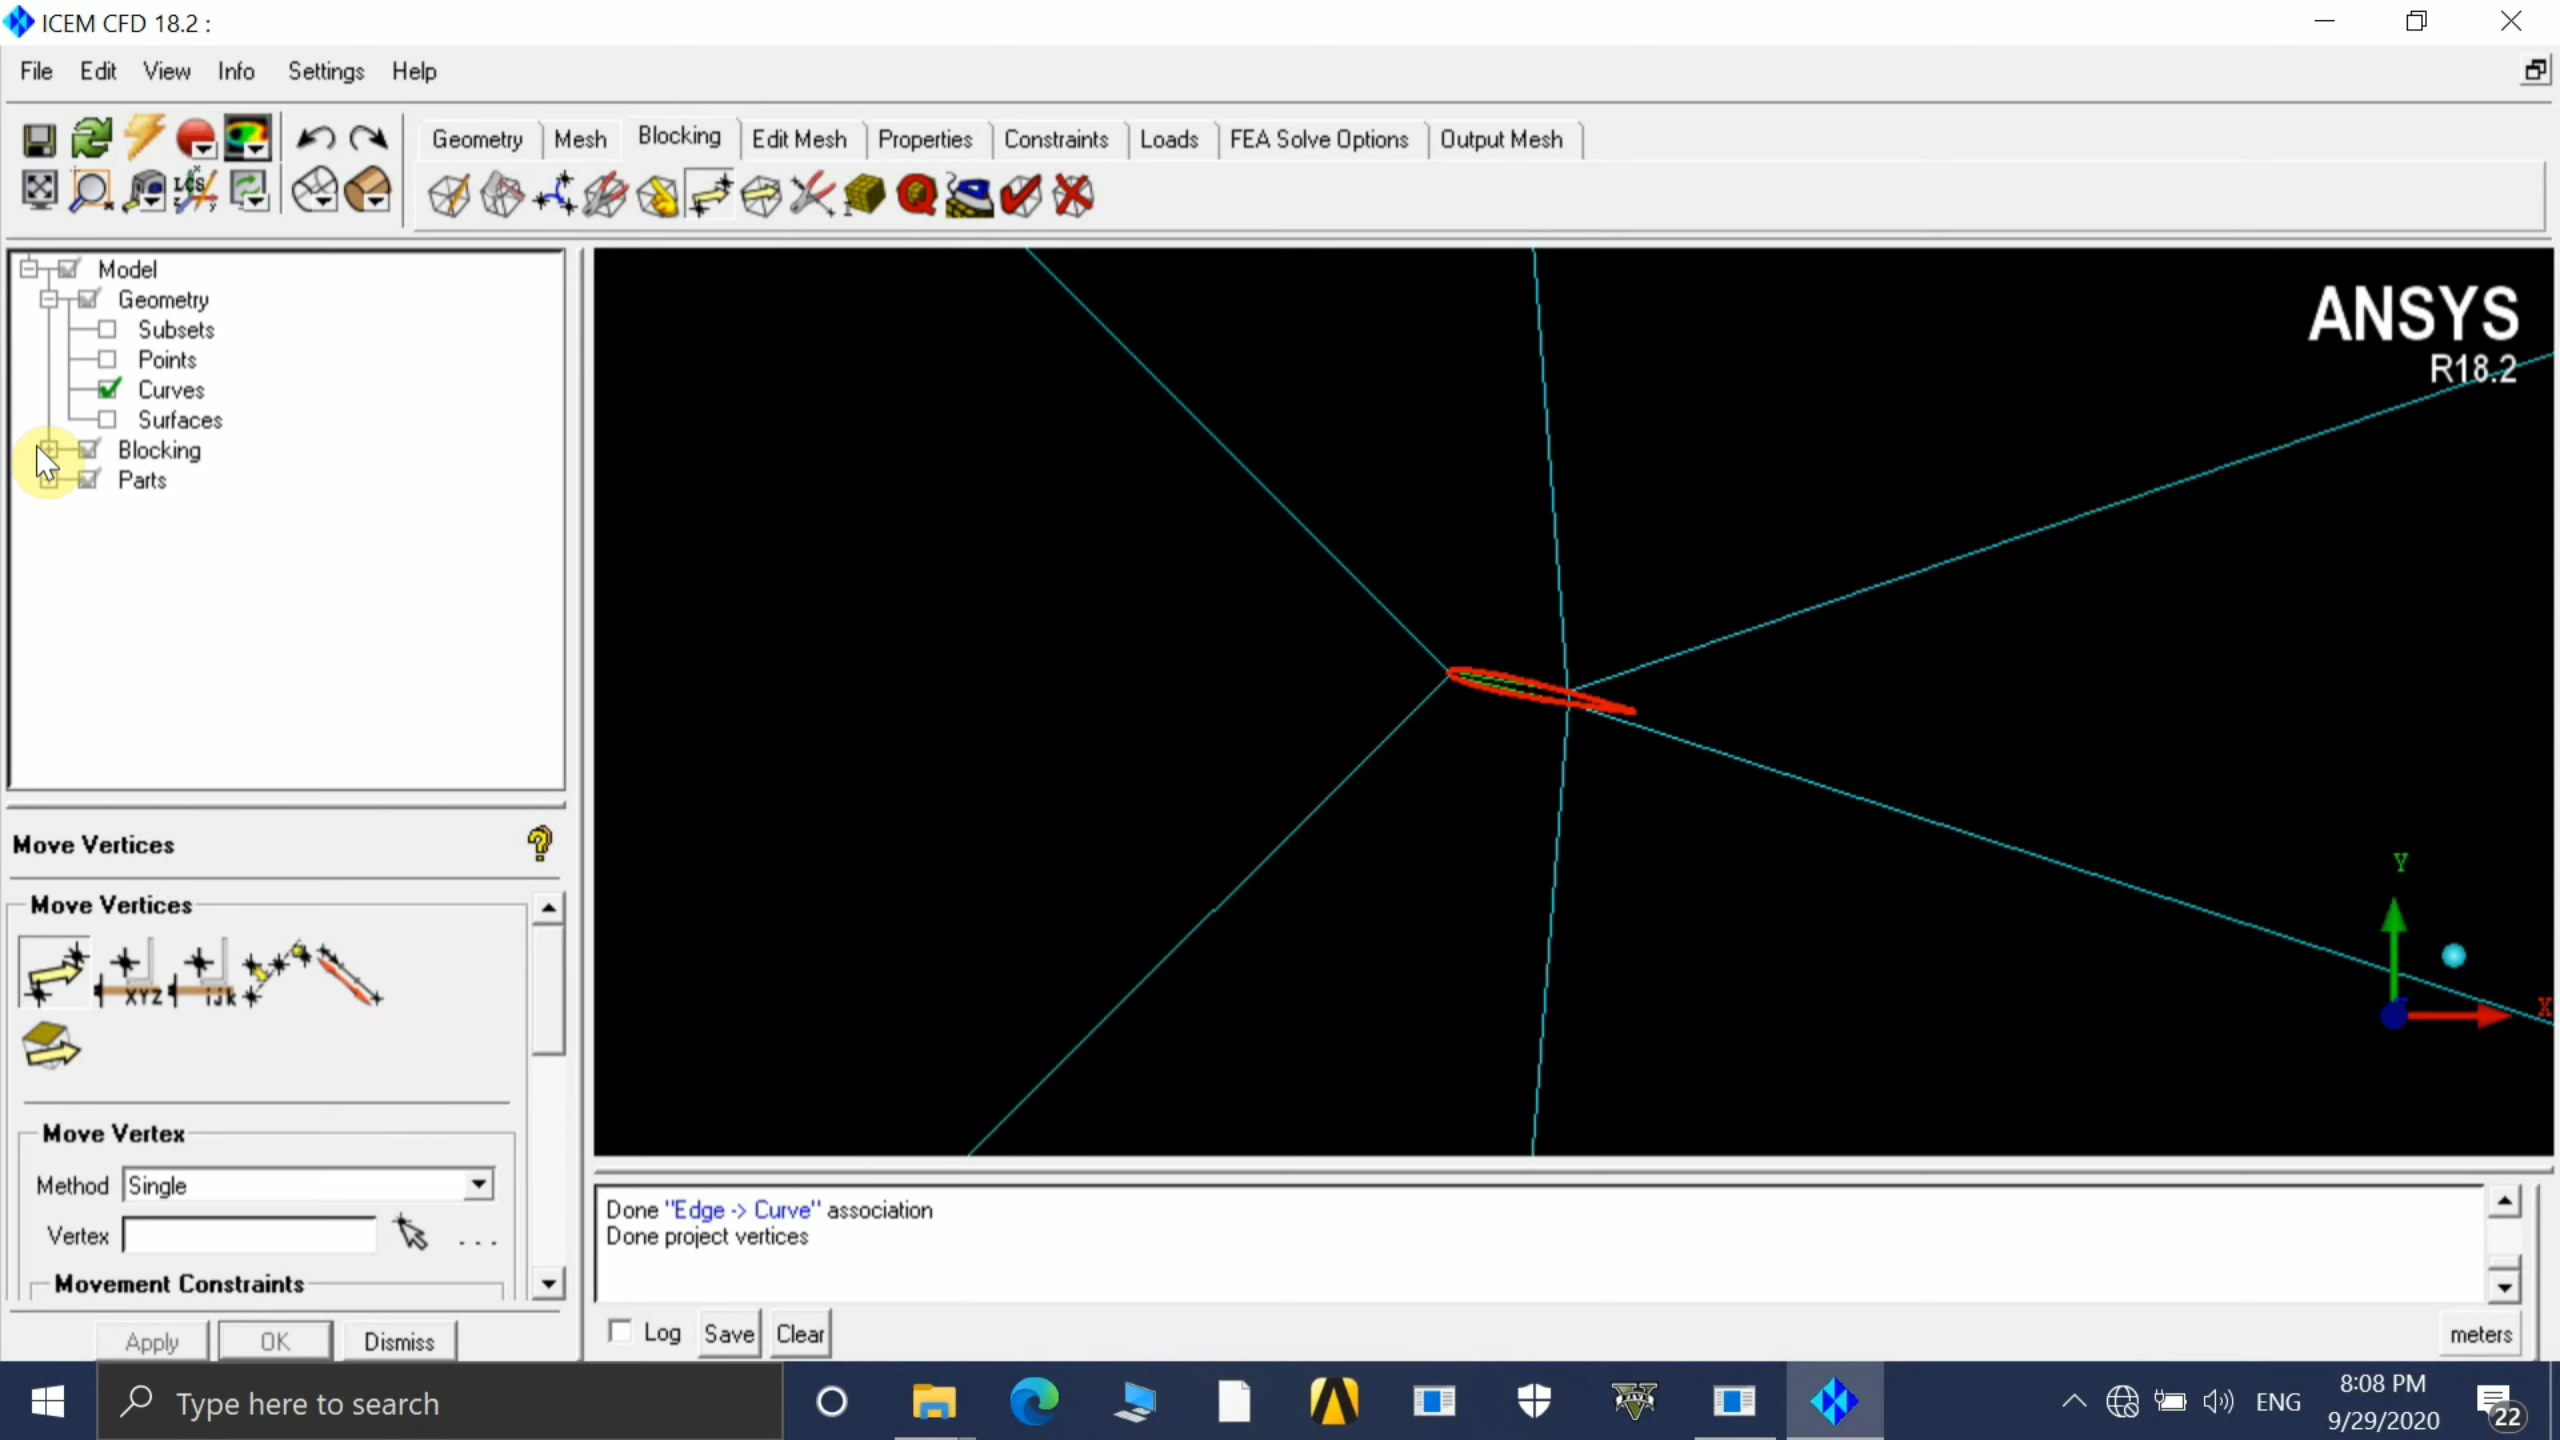 ICEM CFD 18.2 :
File Edit View Info Settings Help
Geometry Mesh Blocking Edit Mesh Properties Constraints Loads FEA Solve Options Output Mesh
LCS
Model
Geometry
Subsets
Points
Curves
Surfaces
Blocking
Parts
ANSYS
R18.2
Move Vertices
Move Vertices
XYZ ijk
Move Vertex
Method Single
Vertex
...
Movement Constraints
Apply OK Dismiss
Y
X
Done "Edge -> Curve" association
Done project vertices
Log Save Clear
meters
Type here to search
ENG
8:08 PM
9/29/2020
22